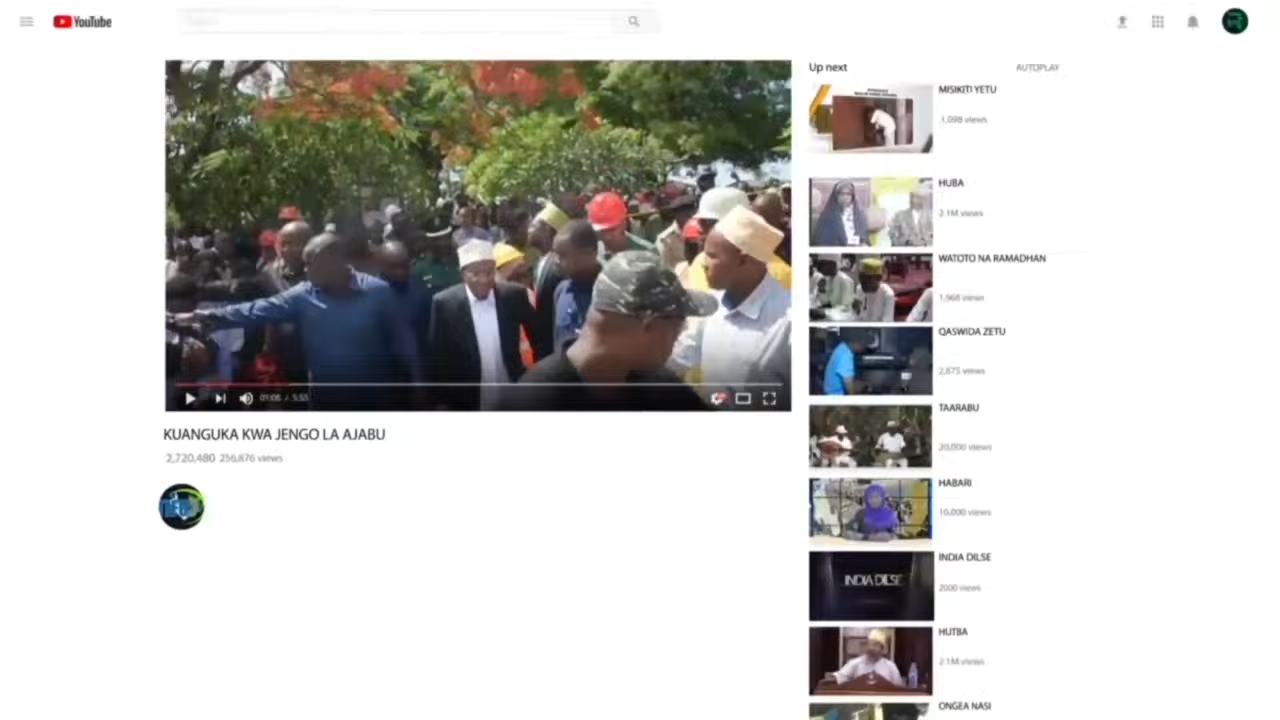 YouTube
KUANGUKA KWA JENGO LA AJABU
2,720,480 256,876 views
Up next
AUTOPLAY
MISIKITI YETU
1,098 views
HUBA
2.1M views
WATOTO NA RAMADHAN
1,968 views
QASWIDA ZETU
2,875 views
TAARABU
20,000 views
HABARI
10,000 views
INDIA DILSE
INDIA DILSE
2000 views
HUTBA
2.1M views
ONGEA NASI